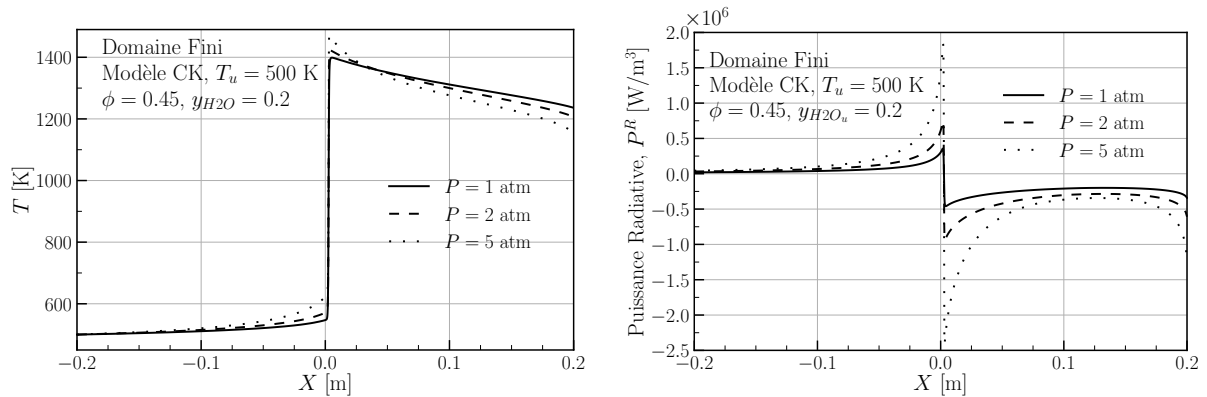 Domaine Fini
Modèle CK, T_u = 500 K
ϕ = 0.45, y_{H2O} = 0.2
T [K]
1400
1200
1000
800
600
P = 1 atm
P = 2 atm
P = 5 atm
−0.2 −0.1 0.0 0.1 0.2
X [m]
×10^6
Domaine Fini
Modèle CK, T_u = 500 K
ϕ = 0.45, y_{H2O_u} = 0.2
Puissance Radiative, P^R [W/m^3]
2.0
1.5
1.0
0.5
0.0
−0.5
−1.0
−1.5
−2.0
−2.5
P = 1 atm
P = 2 atm
P = 5 atm
−0.2 −0.1 0.0 0.1 0.2
X [m]